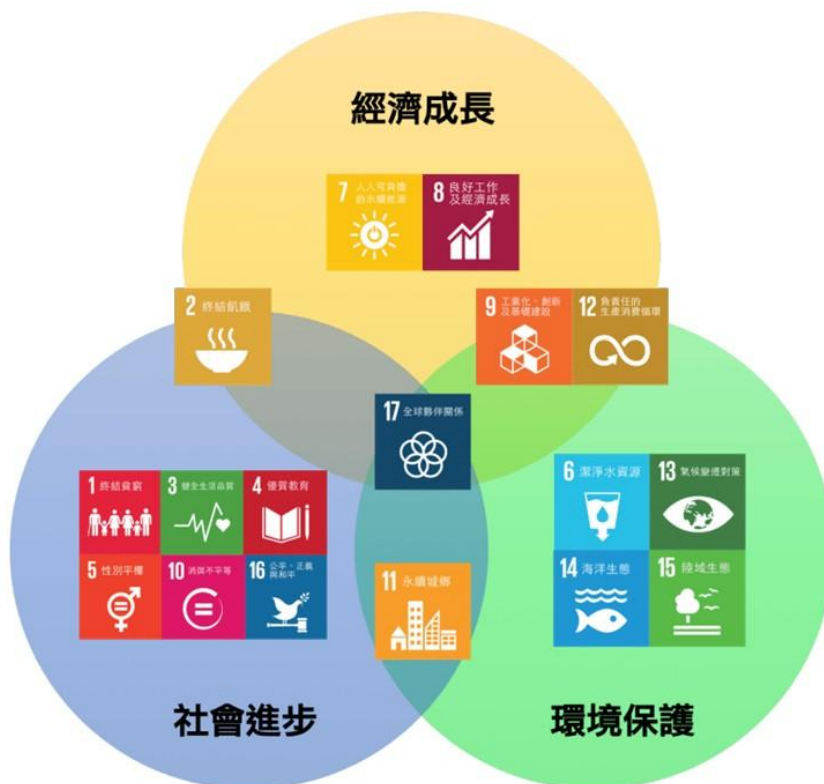 經濟成長
7 人人可負擔
的永續能源
8 良好工作
及經濟成長
2 終結飢餓
9 工業化、創新
及基礎建設
12 負責任的
生產消費循環
17 全球夥伴關係
1 終結貧窮
3 健全生活品質
4 優質教育
5 性別平權
10 消弭不平等
16 公平、正義
與和平
11 永續城鄉
6 潔淨水資源
13 氣候變遷對策
14 海洋生態
15 陸域生態
社會進步
環境保護